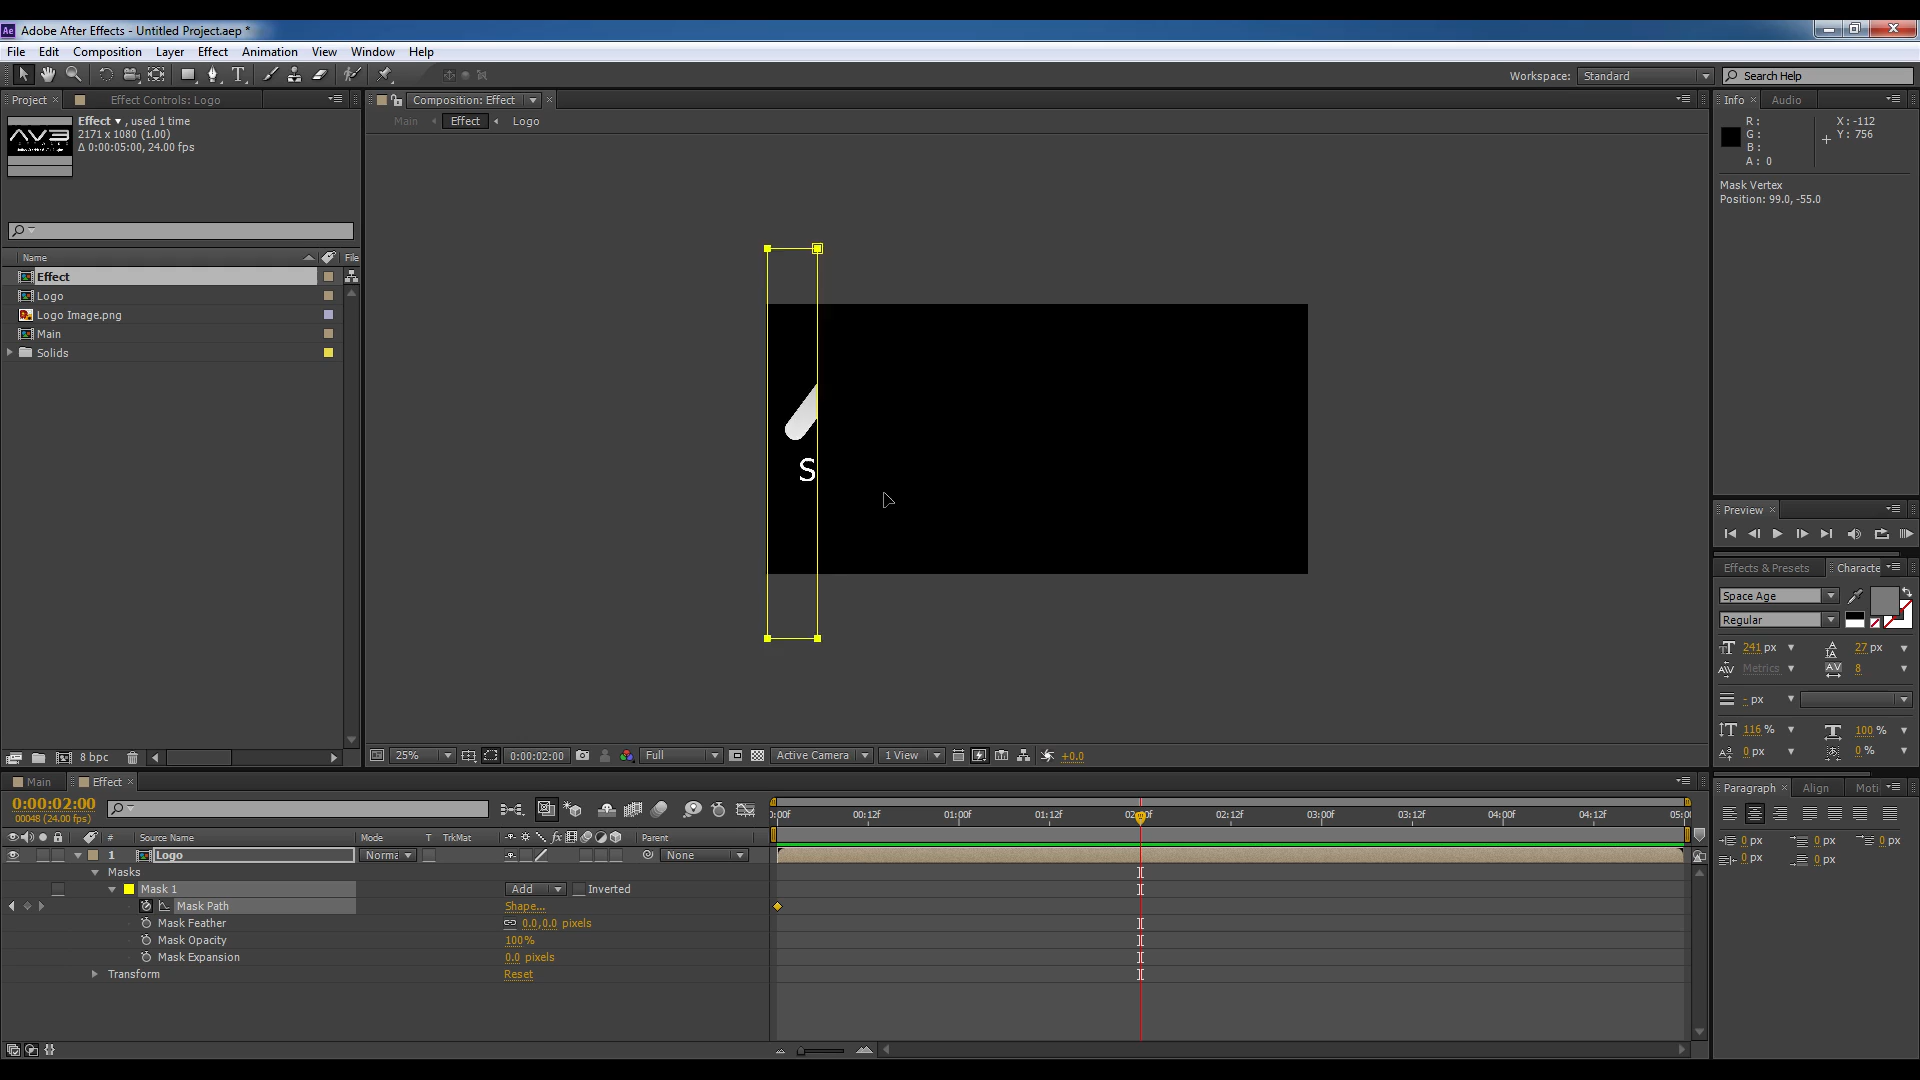 Ae Adobe After Effects - Untitled Project.aep *
File Edit Composition Layer Effect Animation View Window Help
Workspace: Standard Search Help
Project Effect Controls: Logo
Composition: Effect
Info Audio
Main Effect Logo
Effect , used 1 time
2171 x 1080 (1.00)
Δ 0:00:05:00, 24.00 fps
R :
G :
B :
A : 0
X : -112
Y : 756
Mask Vertex
Position: 99.0, -55.0
Name File
Effect
Logo
Logo Image.png
Main
Solids
S
Preview
Effects & Presets Characte
Space Age
Regular
241 px 27 px
Metrics 8
- px
116 % 100 %
0 px 0 %
8 bpc
25% 0:00:02:00 Full Active Camera 1 View +0.0
Main Effect
Paragraph Align Moti
0 px 0 px 0 px
0 px 0 px
0:00:02:00
00048 (24.00 fps)
:00f 00:12f 01:00f 01:12f 02:00f 02:12f 03:00f 03:12f 04:00f 04:12f 05:00
# Source Name Mode T TrkMat Parent
1 Logo Norma None
Masks
Mask 1 Add Inverted
Mask Path Shape...
Mask Feather 0.0,0.0 pixels
Mask Opacity 100%
Mask Expansion 0.0 pixels
Transform Reset